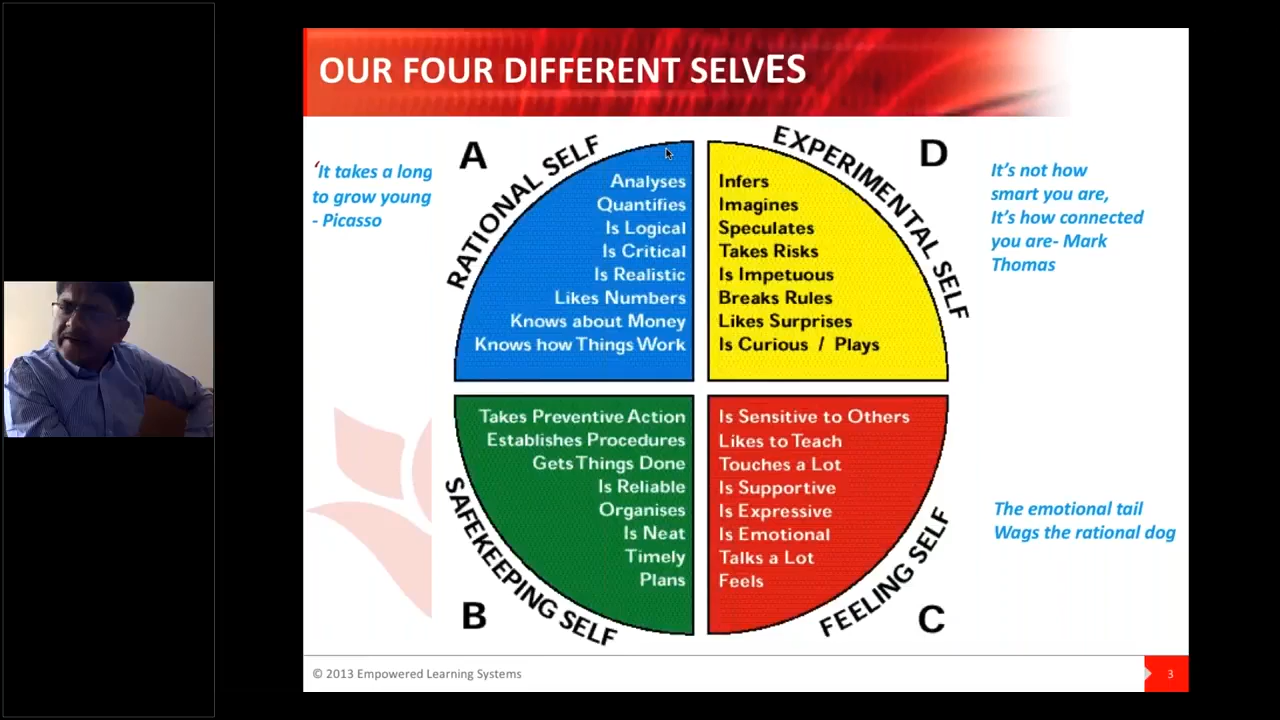 OUR FOUR DIFFERENT SELVES
‘It takes a long
to grow young
- Picasso
A
RATIONAL SELF
Analyses
Quantifies
Is Logical
Is Critical
Is Realistic
Likes Numbers
Knows about Money
Knows how Things Work
D
EXPERIMENTAL SELF
Infers
Imagines
Speculates
Takes Risks
Is Impetuous
Breaks Rules
Likes Surprises
Is Curious / Plays
It’s not how
smart you are,
It’s how connected
you are- Mark
Thomas
B
SAFEKEEPING SELF
Takes Preventive Action
Establishes Procedures
Gets Things Done
Is Reliable
Organises
Is Neat
Timely
Plans
C
FEELING SELF
Is Sensitive to Others
Likes to Teach
Touches a Lot
Is Supportive
Is Expressive
Is Emotional
Talks a Lot
Feels
The emotional tail
Wags the rational dog
© 2013 Empowered Learning Systems
3